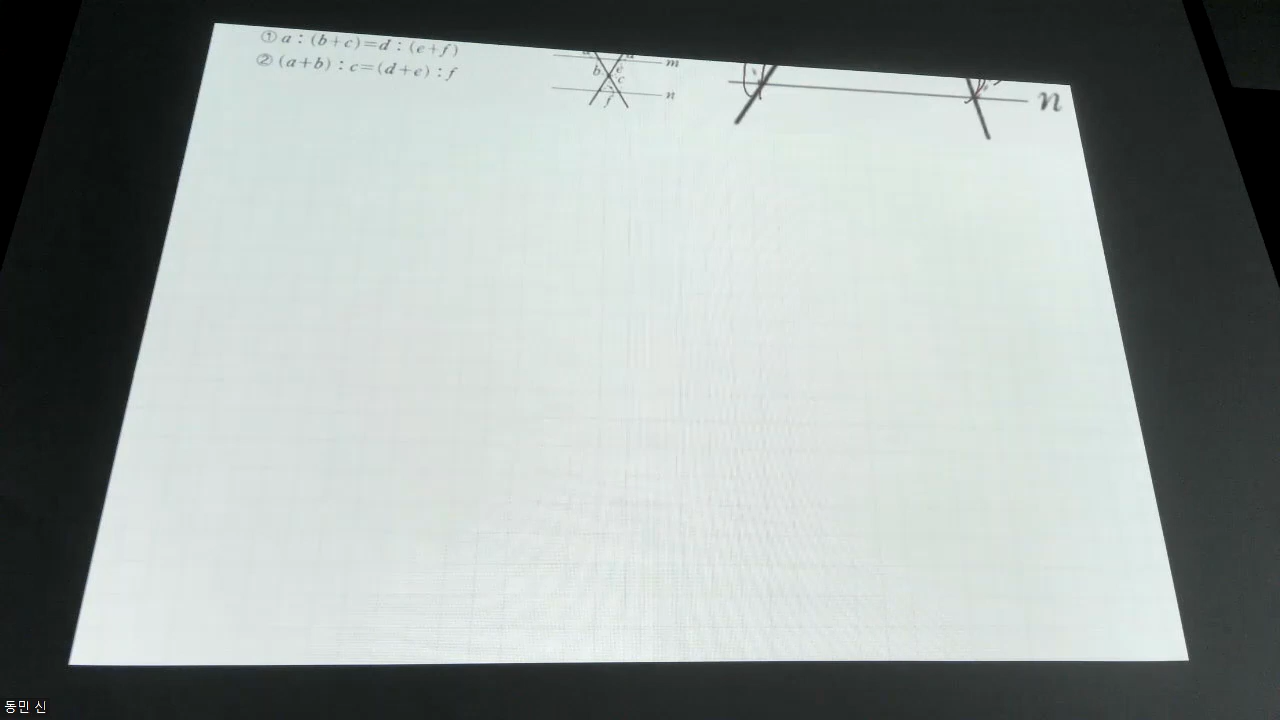 ① a : (b+c)=d : (e+f)
② (a+b) : c=(d+e) : f
m
b
e
c
n
f
n
동민 신